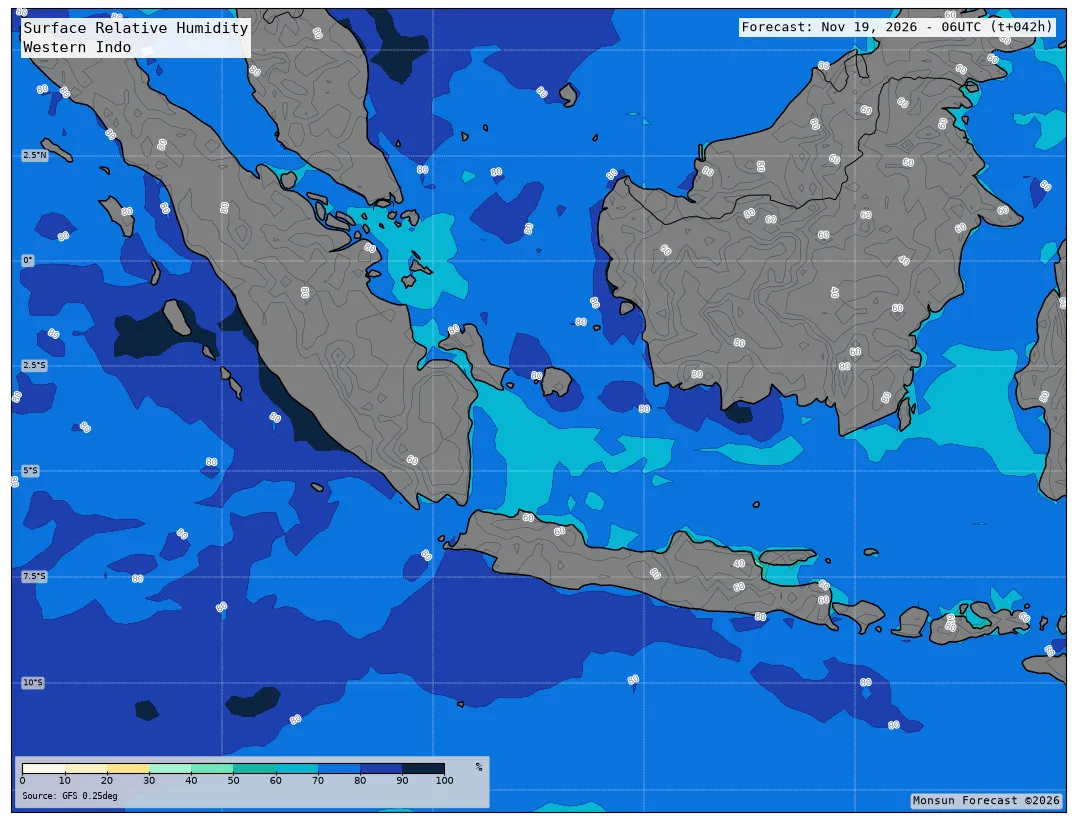 Surface Relative Humidity
Western Indo
Forecast: Nov 19, 2026 - 06UTC (t+042h)
2.5°N
0°
2.5°S
5°S
7.5°S
10°S
0 10 20 30 40 50 60 70 80 90 100
%
Source: GFS 0.25deg
Monsun Forecast ©2026